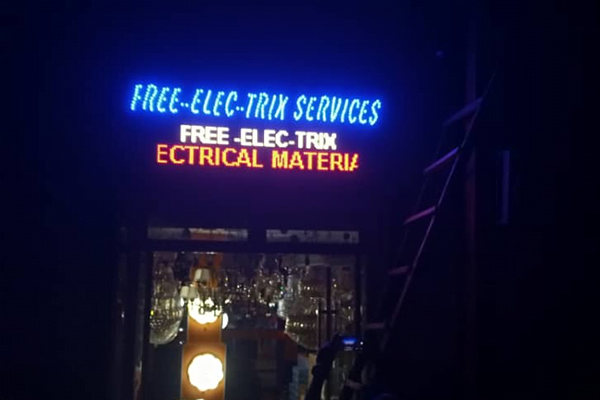 FREE-ELEC-TRIX SERVICES
FREE -ELEC-TRIX
ECTRICAL MATERIA